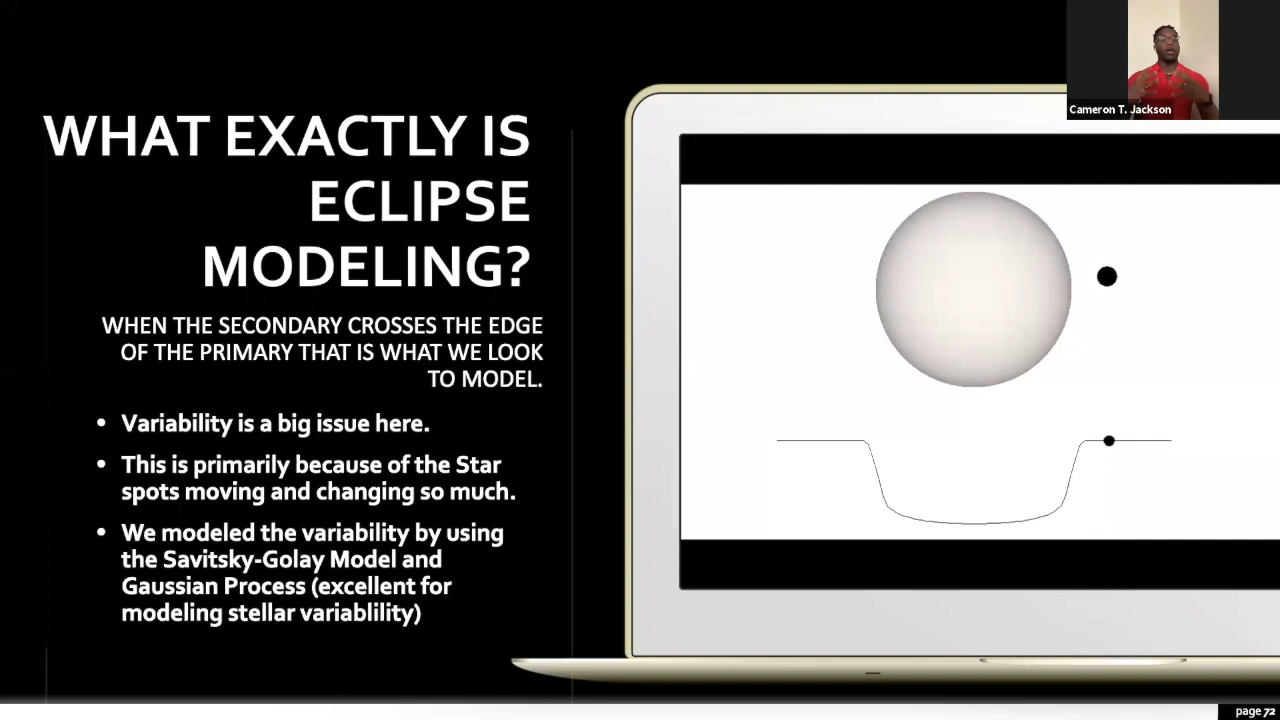 Cameron T. Jackson
WHAT EXACTLY IS
ECLIPSE
MODELING?
WHEN THE SECONDARY CROSSES THE EDGE
OF THE PRIMARY THAT IS WHAT WE LOOK
TO MODEL.
• Variability is a big issue here.
• This is primarily because of the Star
spots moving and changing so much.
• We modeled the variability by using
the Savitsky-Golay Model and
Gaussian Process (excellent for
modeling stellar variablility)
page 72